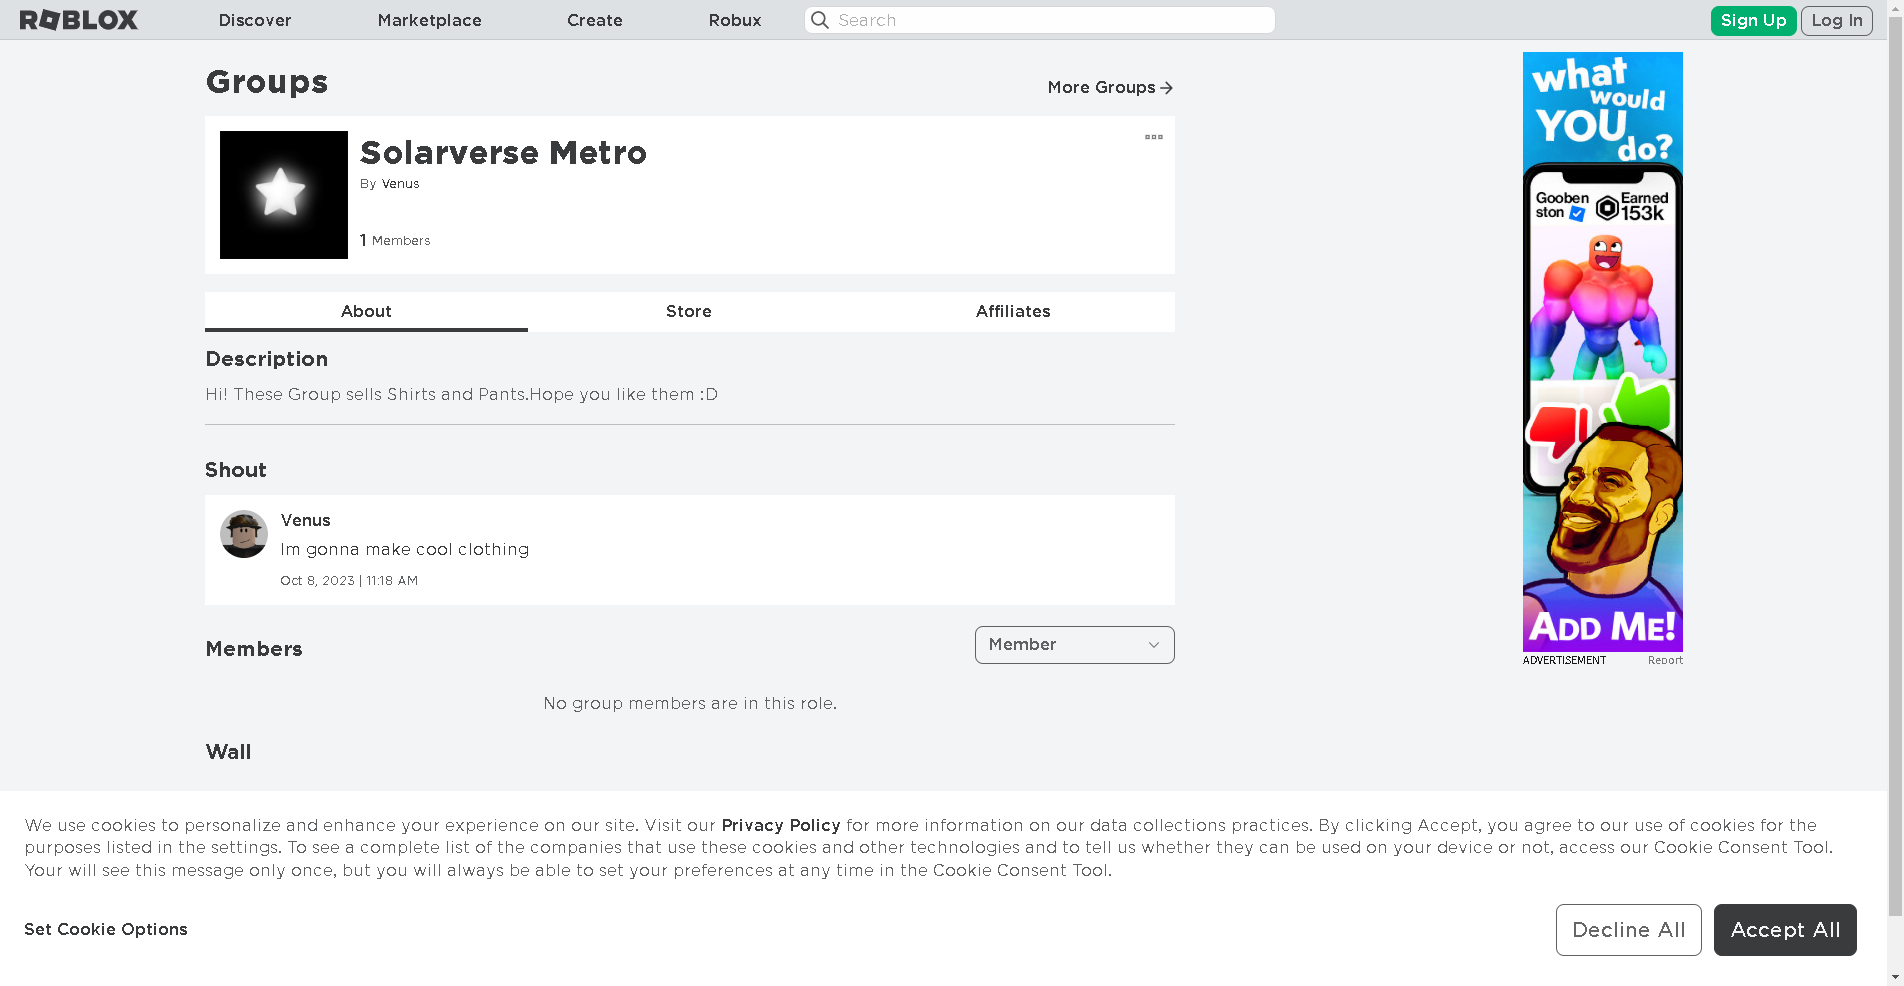 ROBLOX Discover Marketplace Create Robux Search Sign Up Log In
Groups
More Groups
Solarverse Metro
By Venus
1 Members
About Store Affiliates
Description
Hi! These Group sells Shirts and Pants.Hope you like them :D
Shout
Venus
Im gonna make cool clothing
Oct 8, 2023 | 11:18 AM
Members
Member
No group members are in this role.
Wall
what
would
YOU
do?
Gooben
ston
Earned
153k
ADD ME!
ADVERTISEMENT Report
We use cookies to personalize and enhance your experience on our site. Visit our Privacy Policy for more information on our data collections practices. By clicking Accept, you agree to our use of cookies for the
purposes listed in the settings. To see a complete list of the companies that use these cookies and other technologies and to tell us whether they can be used on your device or not, access our Cookie Consent Tool.
Your will see this message only once, but you will always be able to set your preferences at any time in the Cookie Consent Tool.
Set Cookie Options
Decline All
Accept All